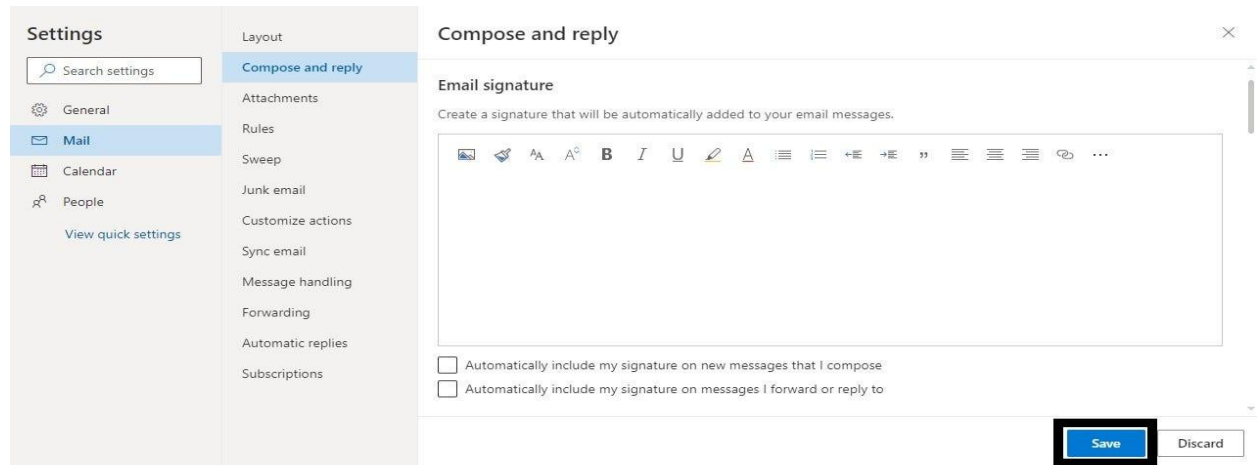 Settings
Search settings
General
Mail
Calendar
People
View quick settings
Layout
Compose and reply
Attachments
Rules
Sweep
Junk email
Customize actions
Sync email
Message handling
Forwarding
Automatic replies
Subscriptions
Compose and reply
Email signature
Create a signature that will be automatically added to your email messages.
B I U A
Automatically include my signature on new messages that I compose
Automatically include my signature on messages I forward or reply to
Save Discard